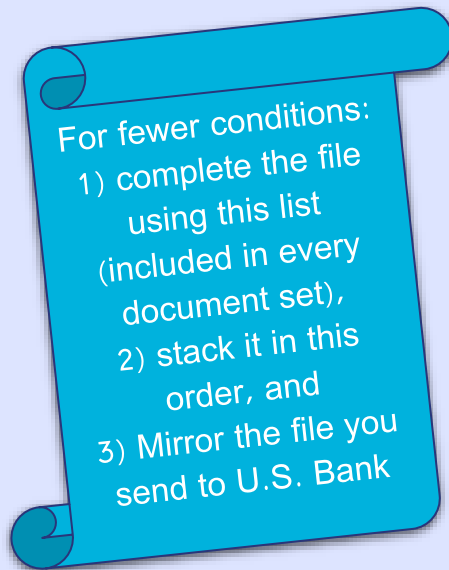 For fewer conditions:
1) complete the file
using this list
(included in every
document set),
2) stack it in this
order, and
3) Mirror the file you
send to U.S. Bank